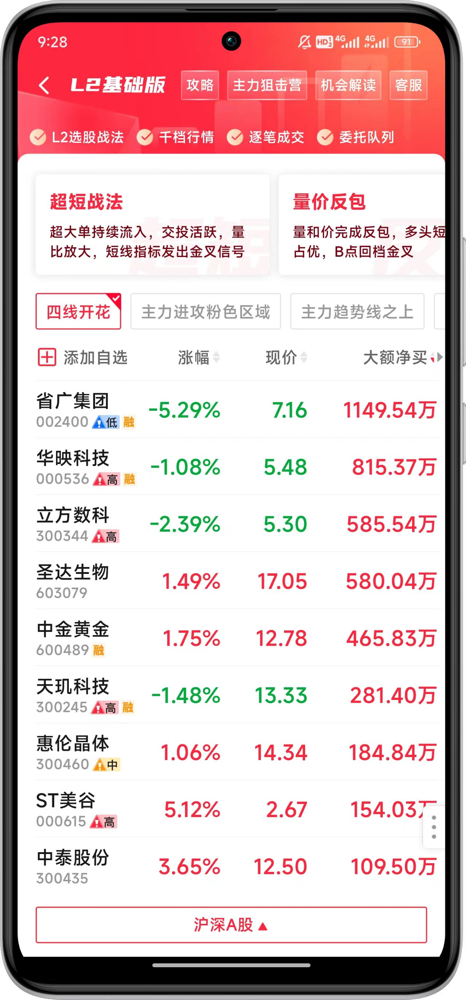 9:28 HD 1 2 4G 4G 91
L2基础版 攻略 主力狙击营 机会解读 客服
L2选股战法 千档行情 逐笔成交 委托队列
超短战法
超大单持续流入，交投活跃，量
比放大，短线指标发出金叉信号
量价反包
量和价完成反包，多头短
占优，B点回档金叉
四线开花 主力进攻粉色区域 主力趋势线之上
添加自选 涨幅 现价 大额净买
省广集团 -5.29% 7.16 1149.54万
002400 低 融
华映科技 -1.08% 5.48 815.37万
000536 高 融
立方数科 -2.39% 5.30 585.54万
300344 高
圣达生物 1.49% 17.05 580.04万
603079
中金黄金 1.75% 12.78 465.83万
600489 融
天玑科技 -1.48% 13.33 281.40万
300245 高 融
惠伦晶体 1.06% 14.34 184.84万
300460 中
ST美谷 5.12% 2.67 154.03万
000615 高
中泰股份 3.65% 12.50 109.50万
300435
沪深A股